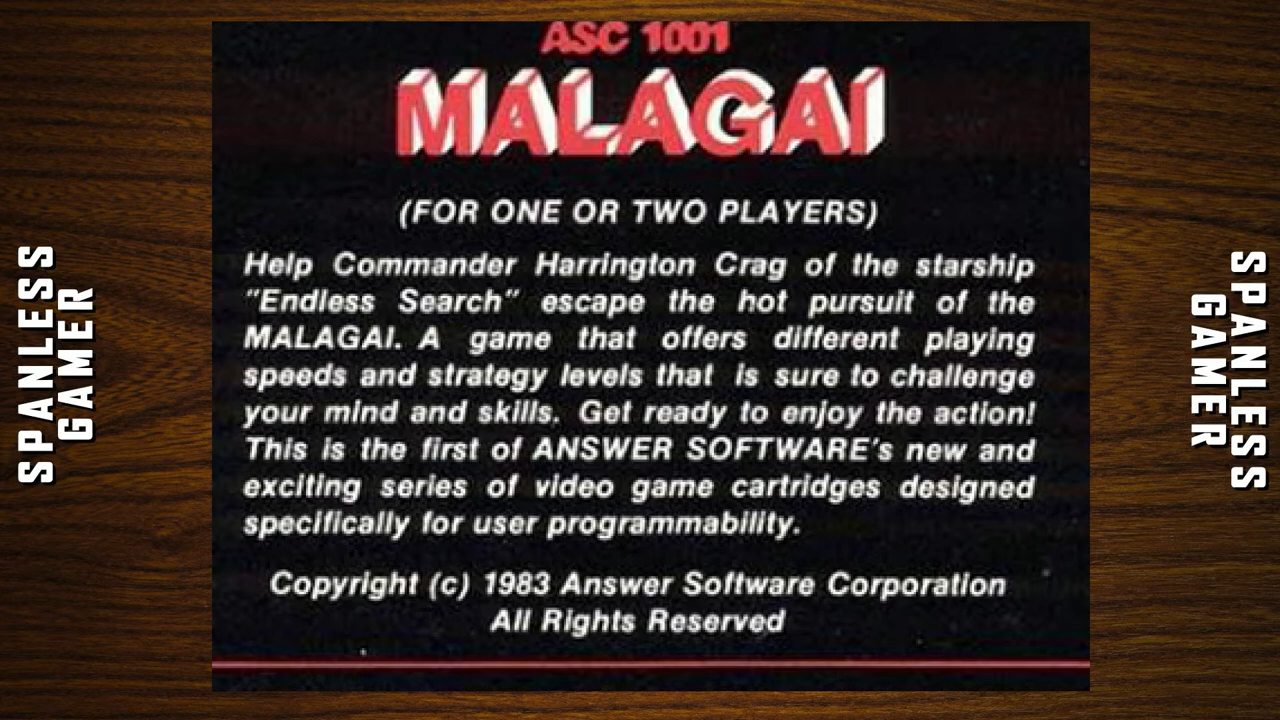 ASC 1001
MALAGAI
(FOR ONE OR TWO PLAYERS)
Help Commander Harrington Crag of the starship
"Endless Search" escape the hot pursuit of the
MALAGAI. A game that offers different playing
speeds and strategy levels that is sure to challenge
your mind and skills. Get ready to enjoy the action!
This is the first of ANSWER SOFTWARE's new and
exciting series of video game cartridges designed
specifically for user programmability.
Copyright (c) 1983 Answer Software Corporation
All Rights Reserved
SPANLESS
GAMER
SPANLESS
GAMER